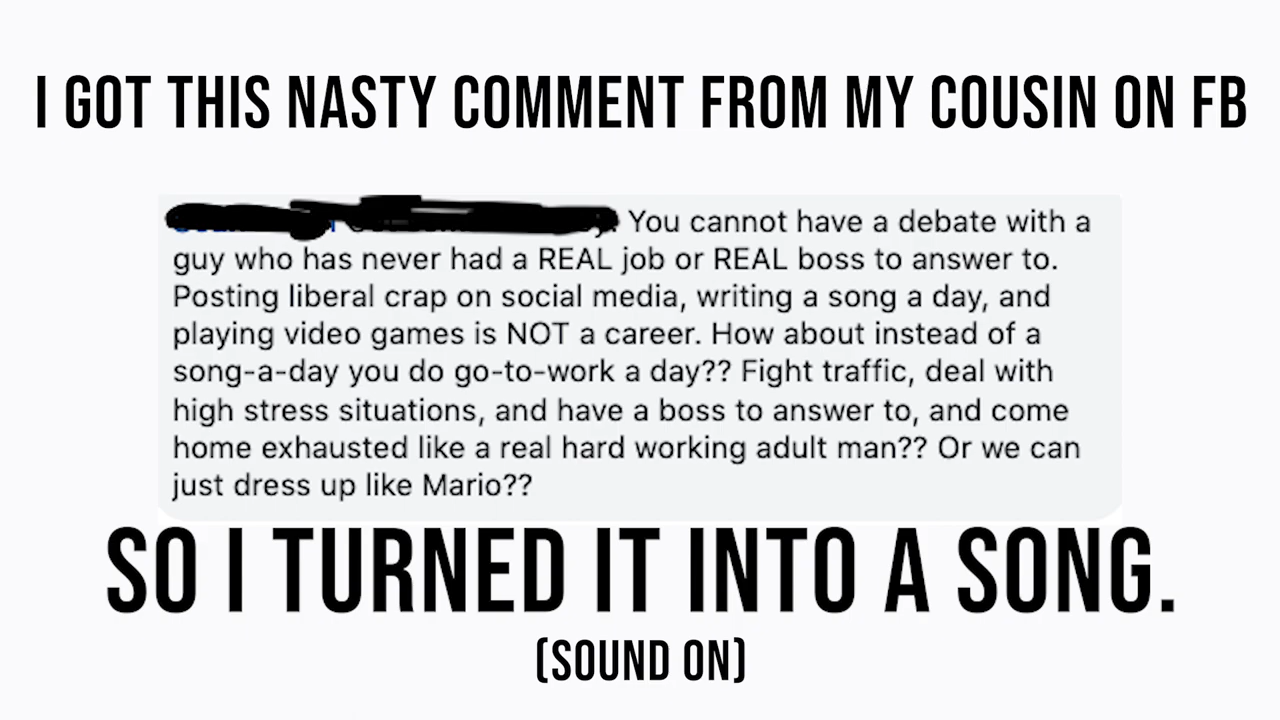 I GOT THIS NASTY COMMENT FROM MY COUSIN ON FB
You cannot have a debate with a
guy who has never had a REAL job or REAL boss to answer to.
Posting liberal crap on social media, writing a song a day, and
playing video games is NOT a career. How about instead of a
song-a-day you do go-to-work a day?? Fight traffic, deal with
high stress situations, and have a boss to answer to, and come
home exhausted like a real hard working adult man?? Or we can
just dress up like Mario??
SO I TURNED IT INTO A SONG.
(SOUND ON)